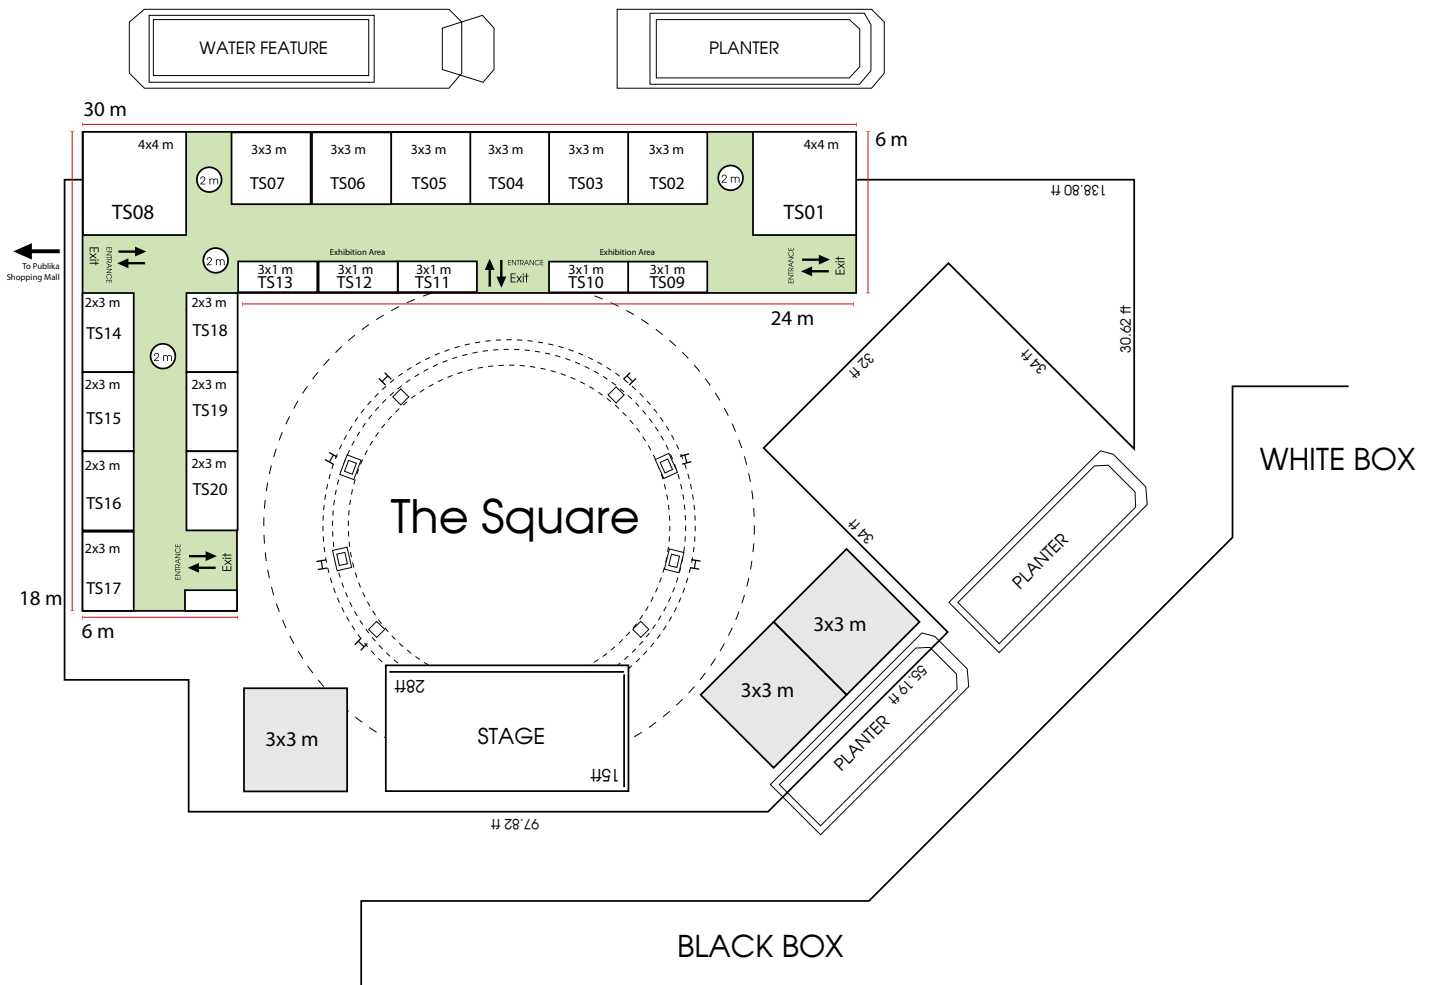 WATER FEATURE
PLANTER
30 m
6 m
4x4 m
TS08
2 m
3x3 m
TS07
3x3 m
TS06
3x3 m
TS05
3x3 m
TS04
3x3 m
TS03
3x3 m
TS02
2 m
4x4 m
TS01
138.80 ft
To Publika
Shopping Mall
Exit
ENTRANCE
2 m
Exhibition Area
3x1 m
TS13
3x1 m
TS12
3x1 m
TS11
ENTRANCE
Exit
Exhibition Area
3x1 m
TS10
3x1 m
TS09
ENTRANCE
Exit
24 m
30.62 ft
32 ft
34 ft
2x3 m
TS14
2 m
2x3 m
TS18
2x3 m
TS15
2x3 m
TS19
2x3 m
TS16
2x3 m
TS20
2x3 m
TS17
ENTRANCE
Exit
18 m
6 m
H
H
H
H
H
H
H
The Square
34 ft
WHITE BOX
PLANTER
3x3 m
3x3 m
55.19 ft
PLANTER
3x3 m
28ft
STAGE
15ft
97.82 ft
BLACK BOX